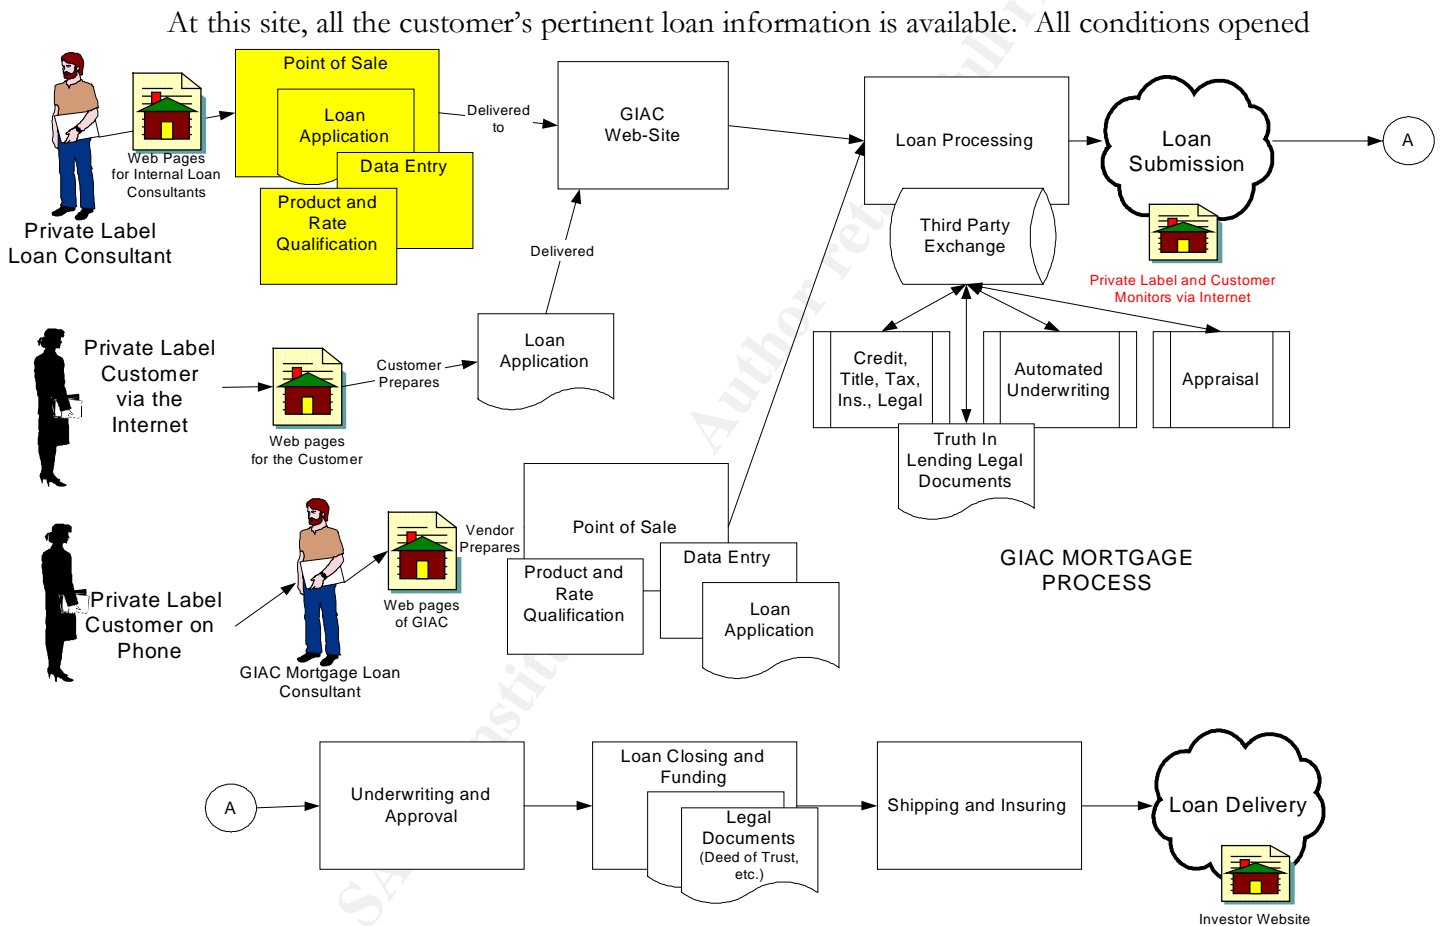 At this site, all the customer's pertinent loan information is available.  All conditions opened
Point of Sale
Loan
Application
Data Entry
Product and
Rate
Qualification
Web Pages
for Internal Loan
Consultants
Private Label
Loan Consultant
Delivered
to
GIAC
Web-Site
Loan Processing
Loan
Submission
A
Third Party
Exchange
Private Label and Customer
Monitors via Internet
Delivered
Private Label
Customer
via the
Internet
Web pages
for the Customer
Customer
Prepares
Loan
Application
Credit,
Title, Tax,
Ins., Legal
Automated
Underwriting
Appraisal
Truth In
Lending Legal
Documents
Private Label
Customer on
Phone
GIAC Mortgage Loan
Consultant
Web pages
of GIAC
Vendor
Prepares
Point of Sale
Data Entry
Product and
Rate
Qualification
Loan
Application
GIAC MORTGAGE
PROCESS
A
Underwriting and
Approval
Loan Closing and
Funding
Legal
Documents
(Deed of Trust,
etc.)
Shipping and Insuring
Loan Delivery
Investor Website